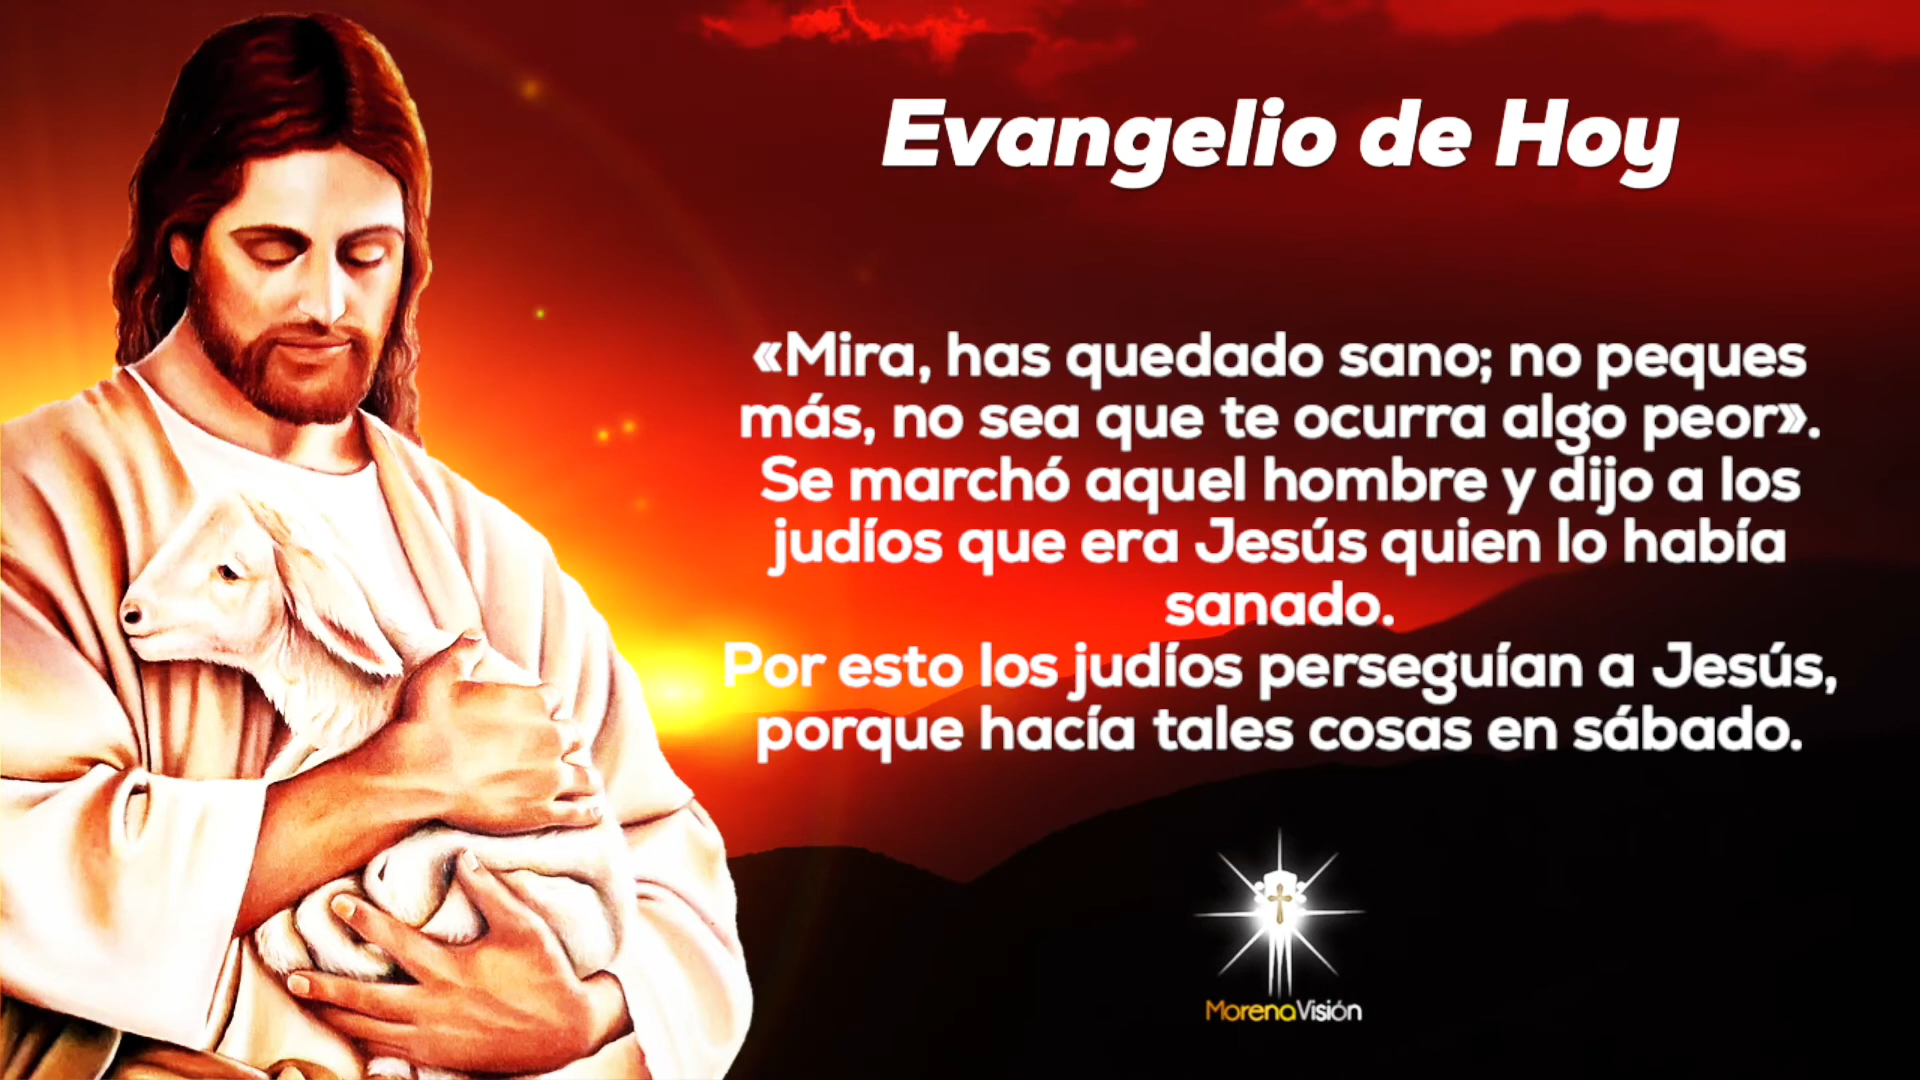 Evangelio de Hoy
«Mira, has quedado sano; no peques
más, no sea que te ocurra algo peor».
Se marchó aquel hombre y dijo a los
judíos que era Jesús quien lo había
sanado.
Por esto los judíos perseguían a Jesús,
porque hacía tales cosas en sábado.
MorenaVisión